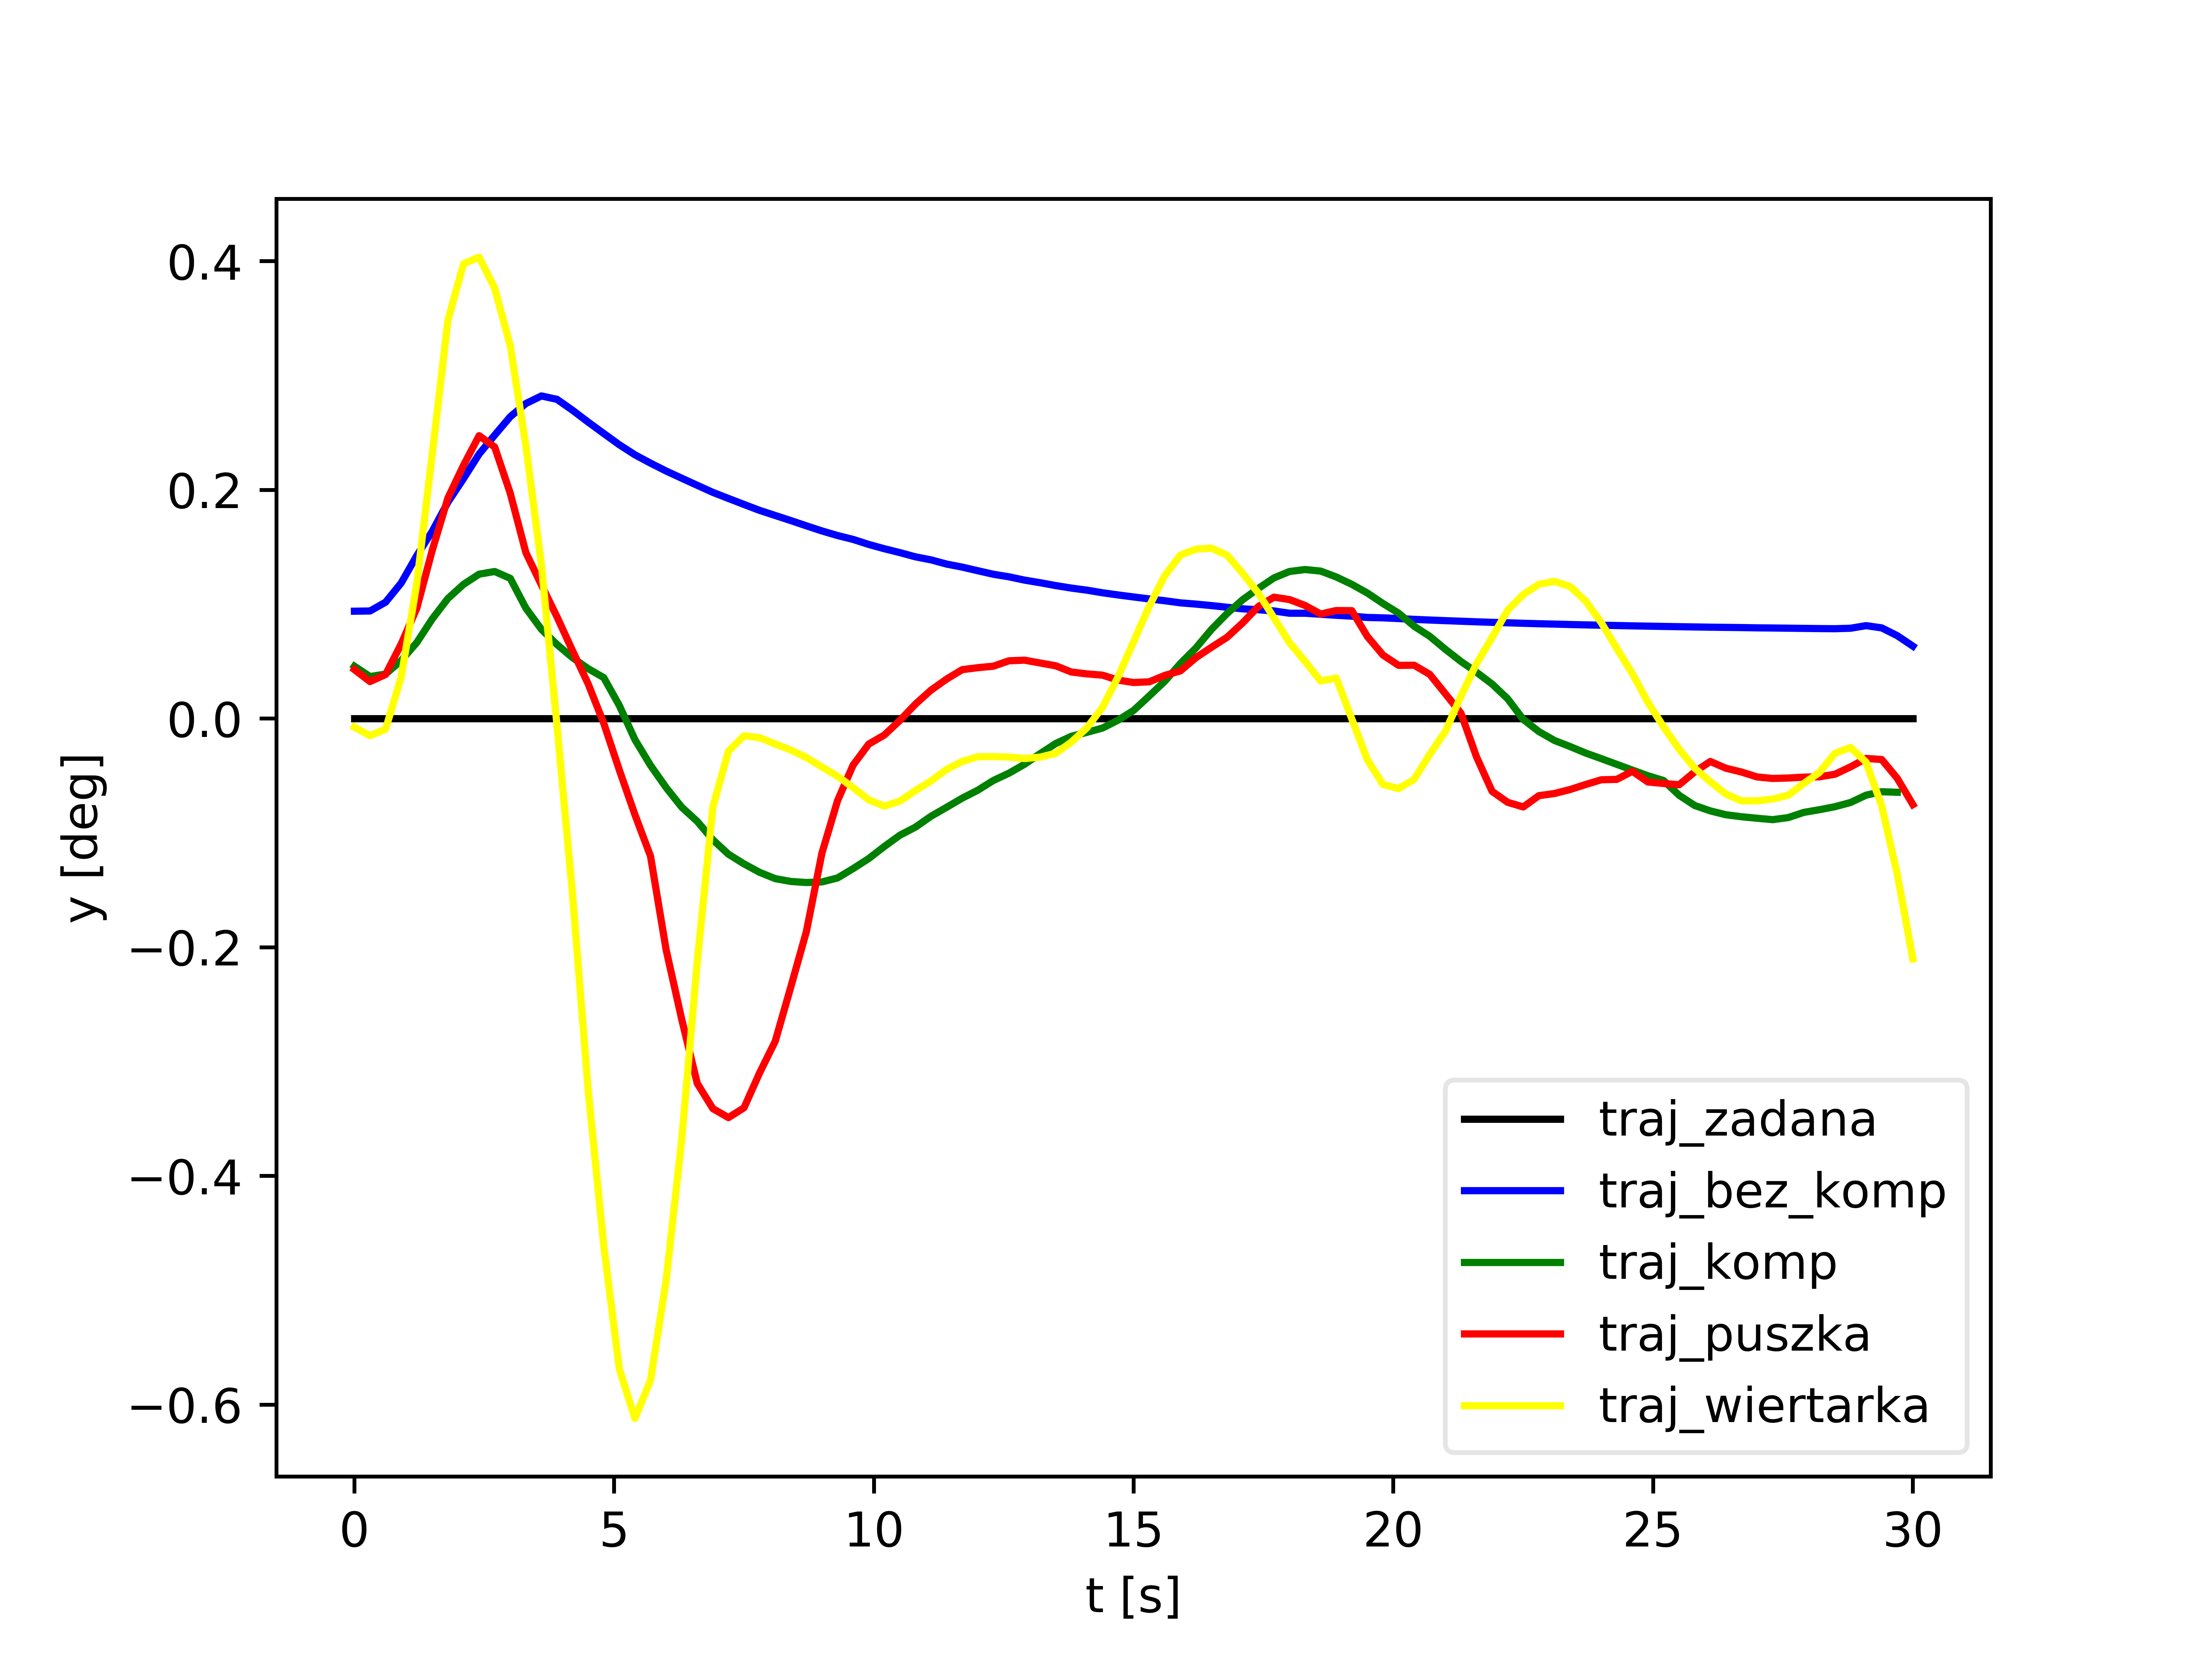 0.4
0.2
0.0
−0.2
−0.4
−0.6
y [deg]
0 5 10 15 20 25 30
t [s]
traj_zadana
traj_bez_komp
traj_komp
traj_puszka
traj_wiertarka